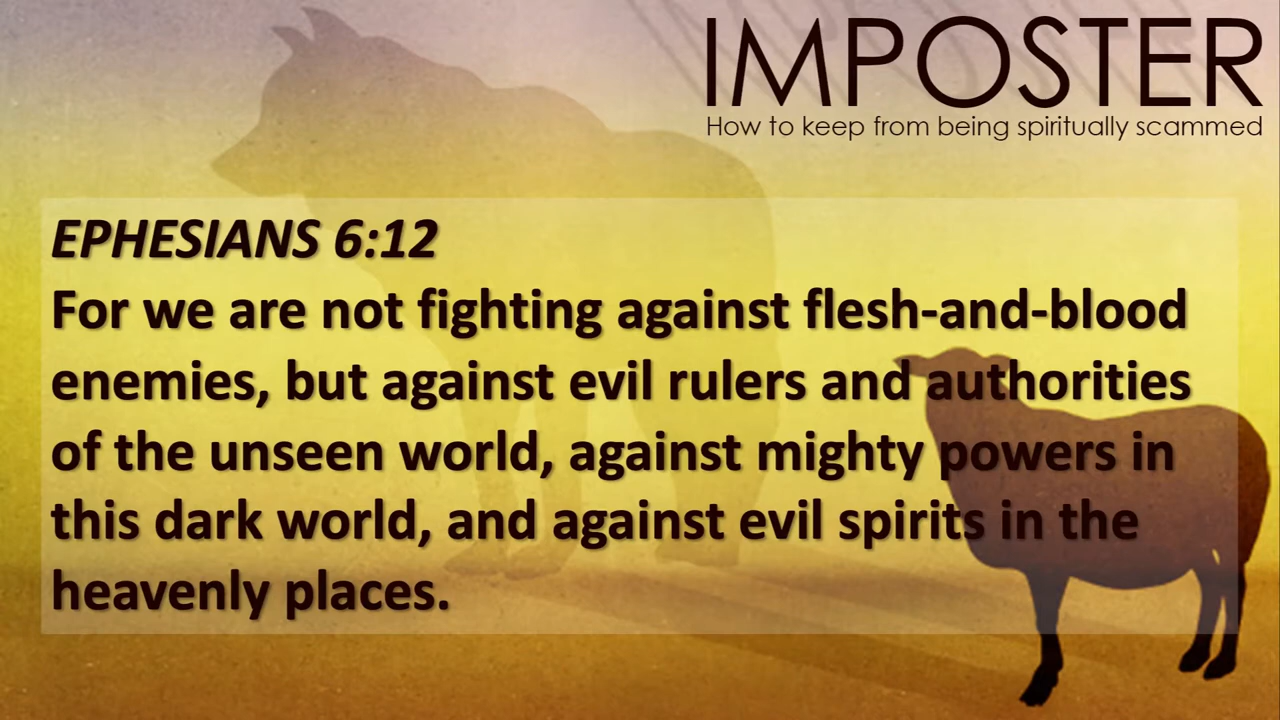 IMPOSTER
How to keep from being spiritually scammed
EPHESIANS 6:12
For we are not fighting against flesh-and-blood
enemies, but against evil rulers and authorities
of the unseen world, against mighty powers in
this dark world, and against evil spirits in the
heavenly places.